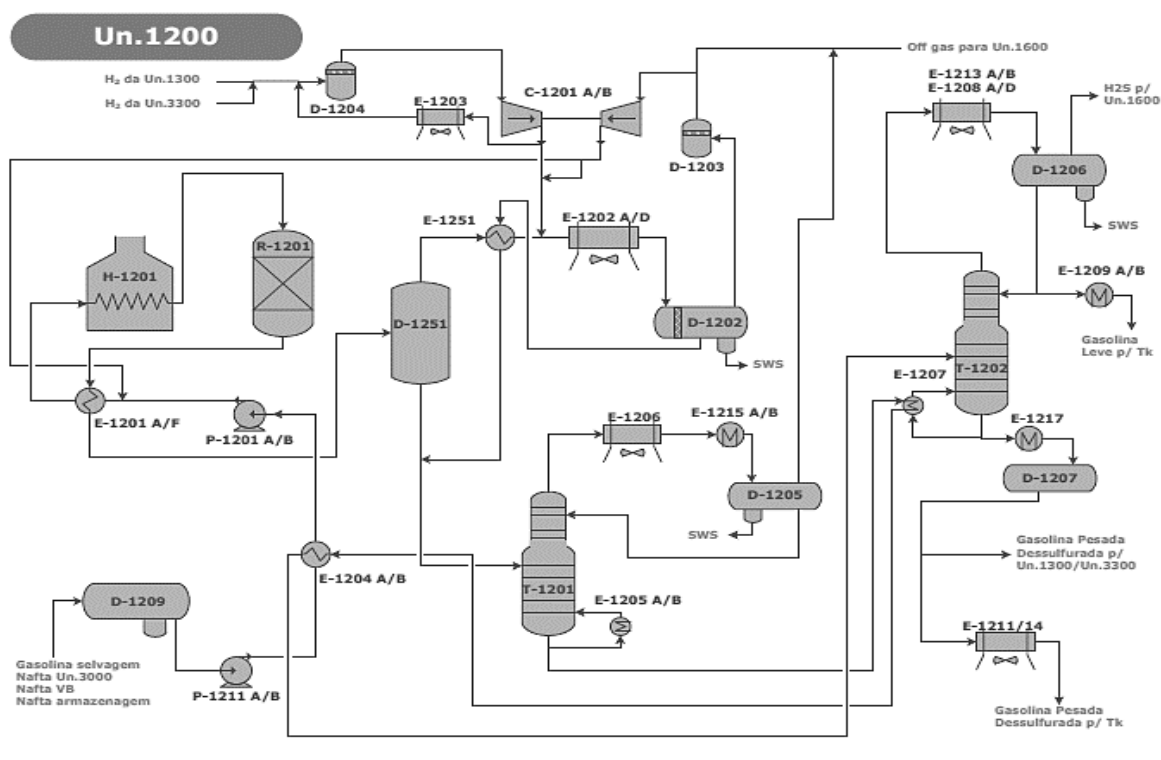 Un.1200
H₂ da Un.1300
H₂ da Un.3300
D-1204
E-1203
C-1201 A/B
D-1203
Off gas para Un.1600
E-1213 A/B
E-1208 A/D
H2S p/
Un.1600
D-1206
SWS
E-1209 A/B
Gasolina
Leve p/ Tk
H-1201
R-1201
E-1251
E-1202 A/D
D-1251
D-1202
SWS
T-1202
E-1207
E-1217
D-1207
E-1201 A/F
P-1201 A/B
E-1206
E-1215 A/B
D-1205
SWS
E-1204 A/B
T-1201
E-1205 A/B
Gasolina Pesada
Dessulfurada p/
Un.1300/Un.3300
D-1209
E-1211/14
Gasolina selvagem
Nafta Un.3000
Nafta VB
Nafta armazenagem
P-1211 A/B
Gasolina Pesada
Dessulfurada p/ Tk